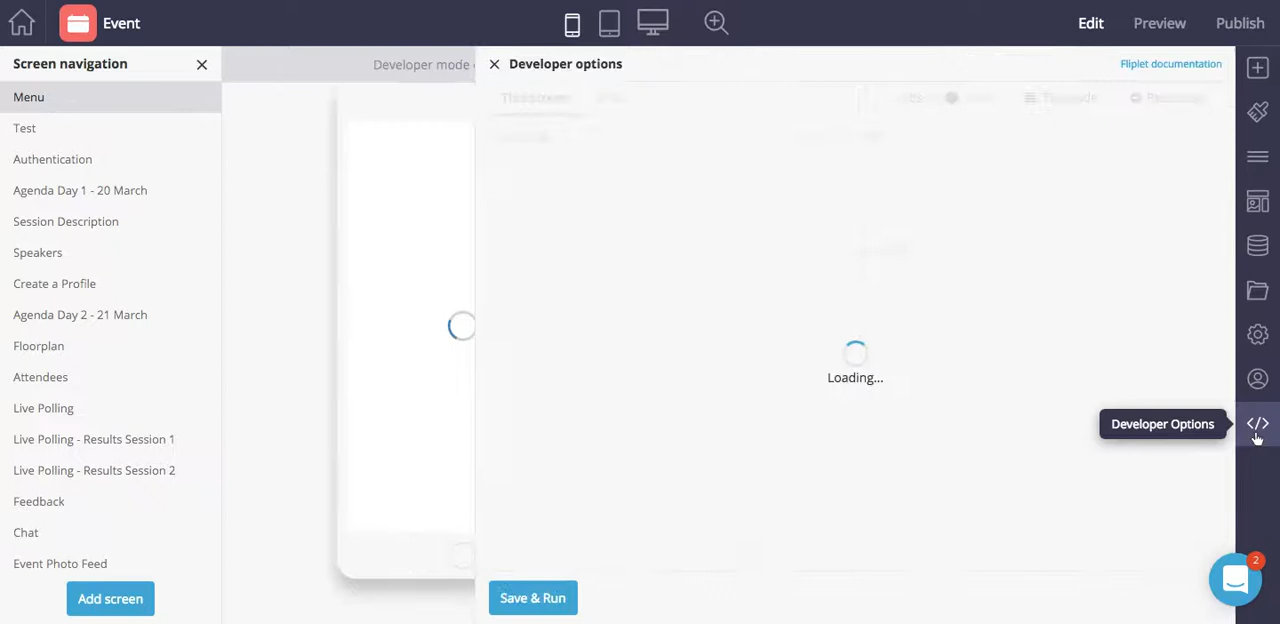 Event
Edit
Preview
Publish
Screen navigation
Menu
Test
Authentication
Agenda Day 1 - 20 March
Session Description
Speakers
Create a Profile
Agenda Day 2 - 21 March
Floorplan
Attendees
Live Polling
Live Polling - Results Session 1
Live Polling - Results Session 2
Feedback
Chat
Event Photo Feed
Add screen
Developer mode
Developer options
Fliplet documentation
Loading...
Developer Options
</>
Save & Run
2